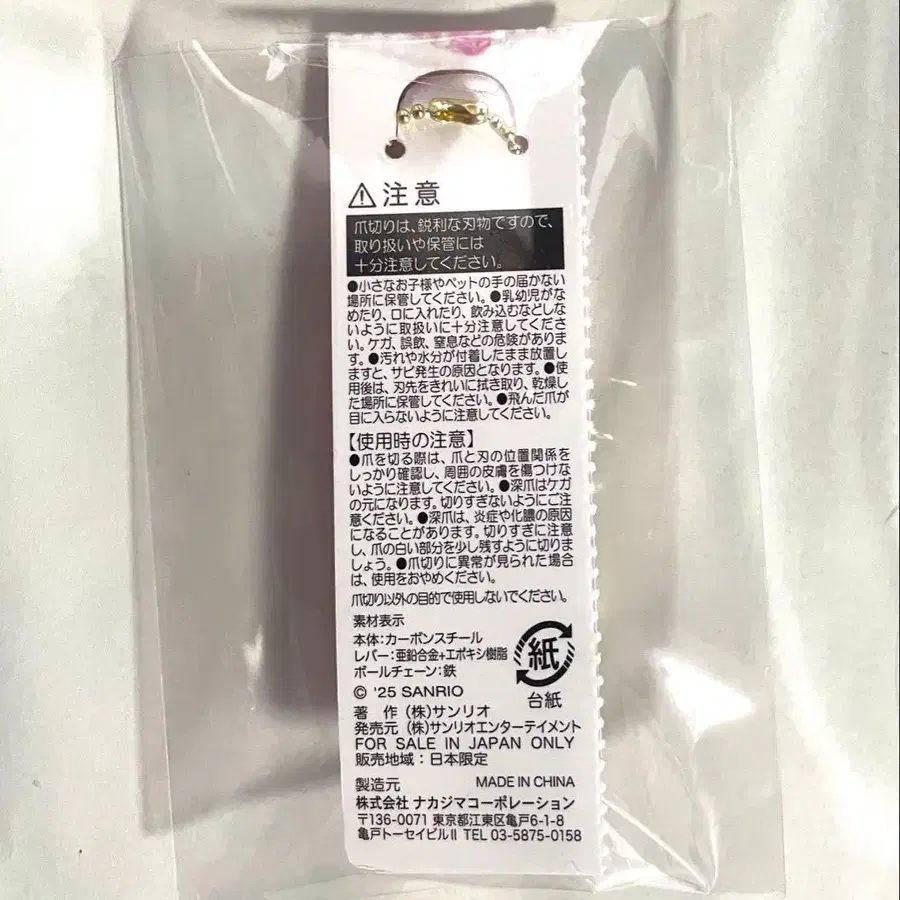 ⚠注意
爪切りは、鋭利な刃物ですので、
取り扱いや保管には
十分注意してください。
●小さなお子様やペットの手の届かない
場所に保管してください。●乳幼児がな
めたり、口に入れたり、飲み込むなどしな
いように取扱いに十分注意してくださ
い。ケガ、誤飲、窒息などの危険がありま
す。●汚れや水分が付着したまま放置し
ますと、サビ発生の原因となります。●使
用後は、刃先をきれいに拭き取り、乾燥し
た場所に保管してください。●飛んだ爪が
目に入らないように注意してください。
【使用時の注意】
●爪を切る際は、爪と刃の位置関係を
しっかり確認し、周囲の皮膚を傷つけな
いように注意してください。●深爪はケガ
の元になります。切りすぎないようにご注
意ください。●深爪は、炎症や化膿の原因
になることがあります。切りすぎに注意
し、爪の白い部分を少し残すように切りま
しょう。●爪切りに異常が見られた場合
は、使用をおやめください。
爪切り以外の目的で使用しないでください。
素材表示
本体:カーボンスチール
レバー:亜鉛合金+エポキシ樹脂
ボールチェーン:鉄
紙
台紙
© '25 SANRIO
著 作 (株)サンリオ
発売元 (株)サンリオエンターテイメント
FOR SALE IN JAPAN ONLY
販売地域:日本限定
製造元 MADE IN CHINA
株式会社 ナカジマコーポレーション
〒136-0071 東京都江東区亀戸6-1-8
亀戸トーセイビルII TEL 03-5875-0158